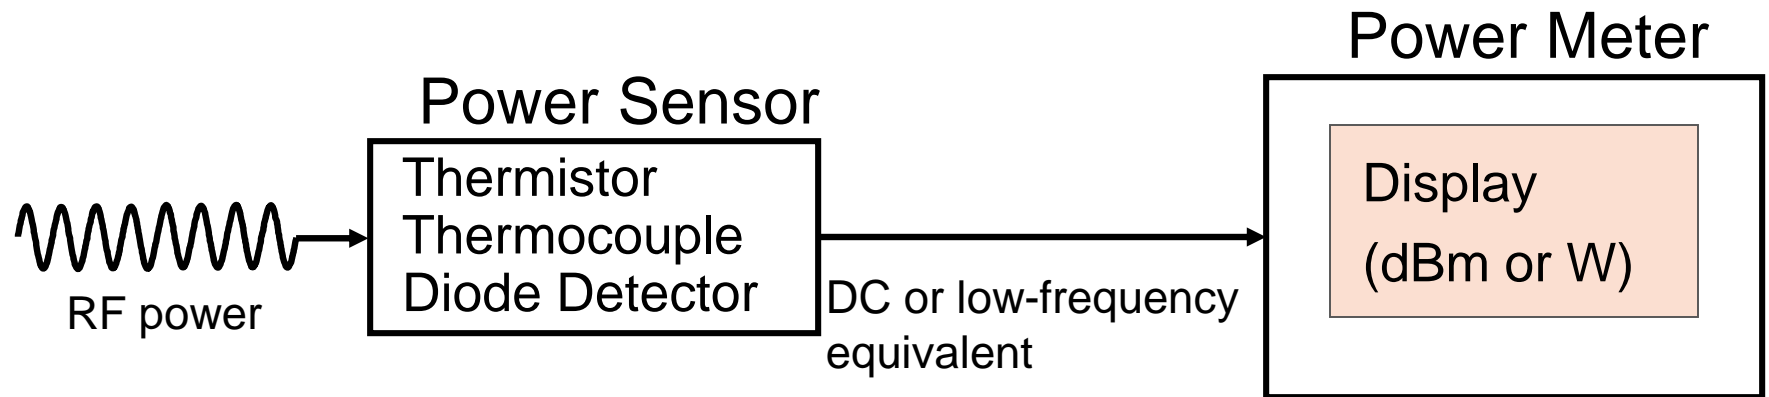 Power Meter
Power Sensor
Thermistor
Thermocouple
Diode Detector
RF power
DC or low-frequency
equivalent
Display
(dBm or W)